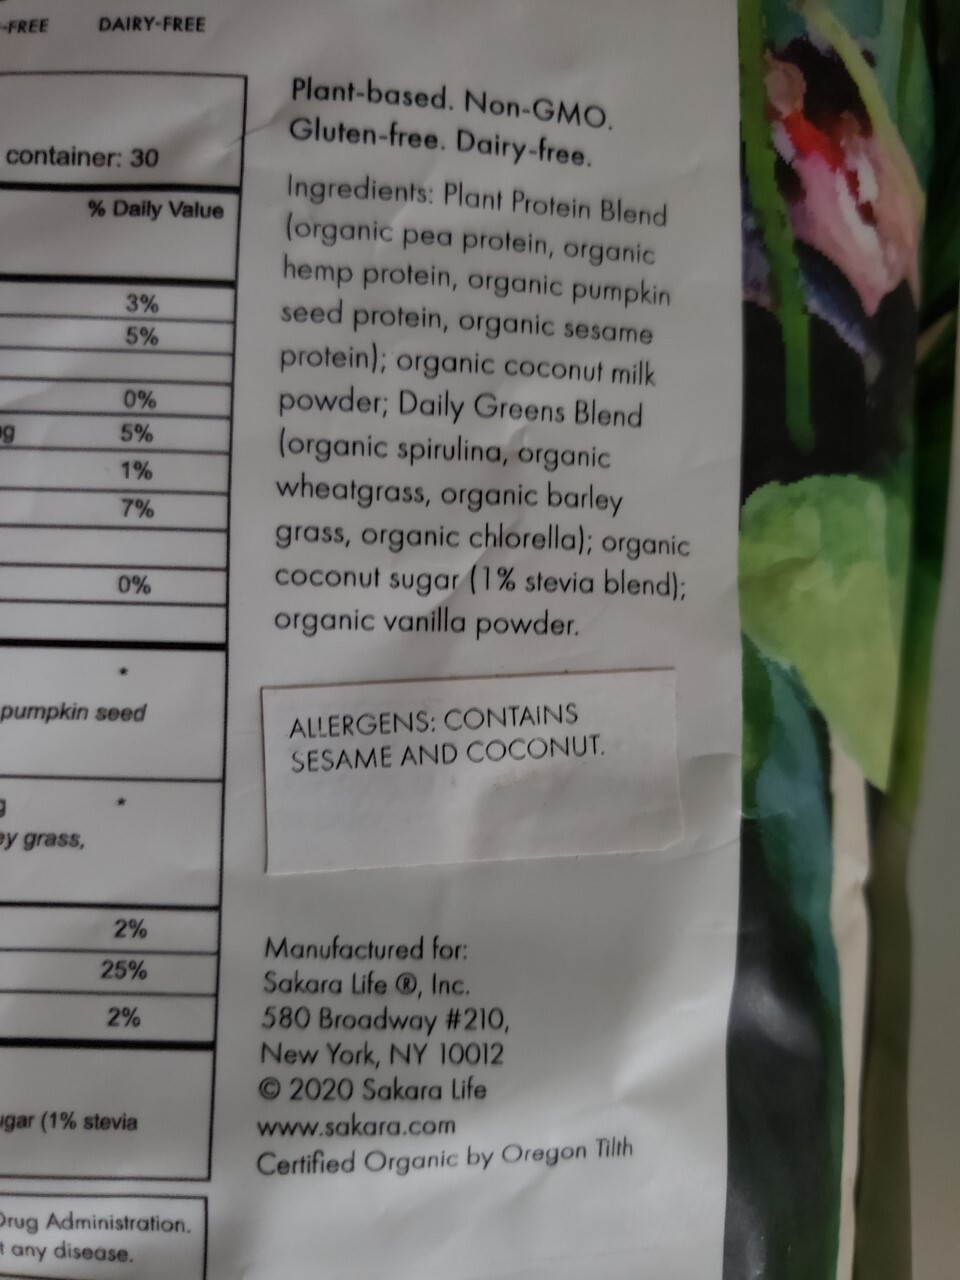 -FREE DAIRY-FREE
container: 30
% Daily Value
3%
5%
0%
5%
1%
7%
0%
*
pumpkin seed
*
grass,
2%
25%
2%
(1% stevia
Drug Administration.
any disease.
Plant-based. Non-GMO.
Gluten-free. Dairy-free.
Ingredients: Plant Protein Blend
(organic pea protein, organic
hemp protein, organic pumpkin
seed protein, organic sesame
protein); organic coconut milk
powder; Daily Greens Blend
(organic spirulina, organic
wheatgrass, organic barley
grass, organic chlorella); organic
coconut sugar (1% stevia blend);
organic vanilla powder.
ALLERGENS: CONTAINS
SESAME AND COCONUT.
Manufactured for:
Sakara Life ®, Inc.
580 Broadway #210,
New York, NY 10012
© 2020 Sakara Life
www.sakara.com
Certified Organic by Oregon Tilth